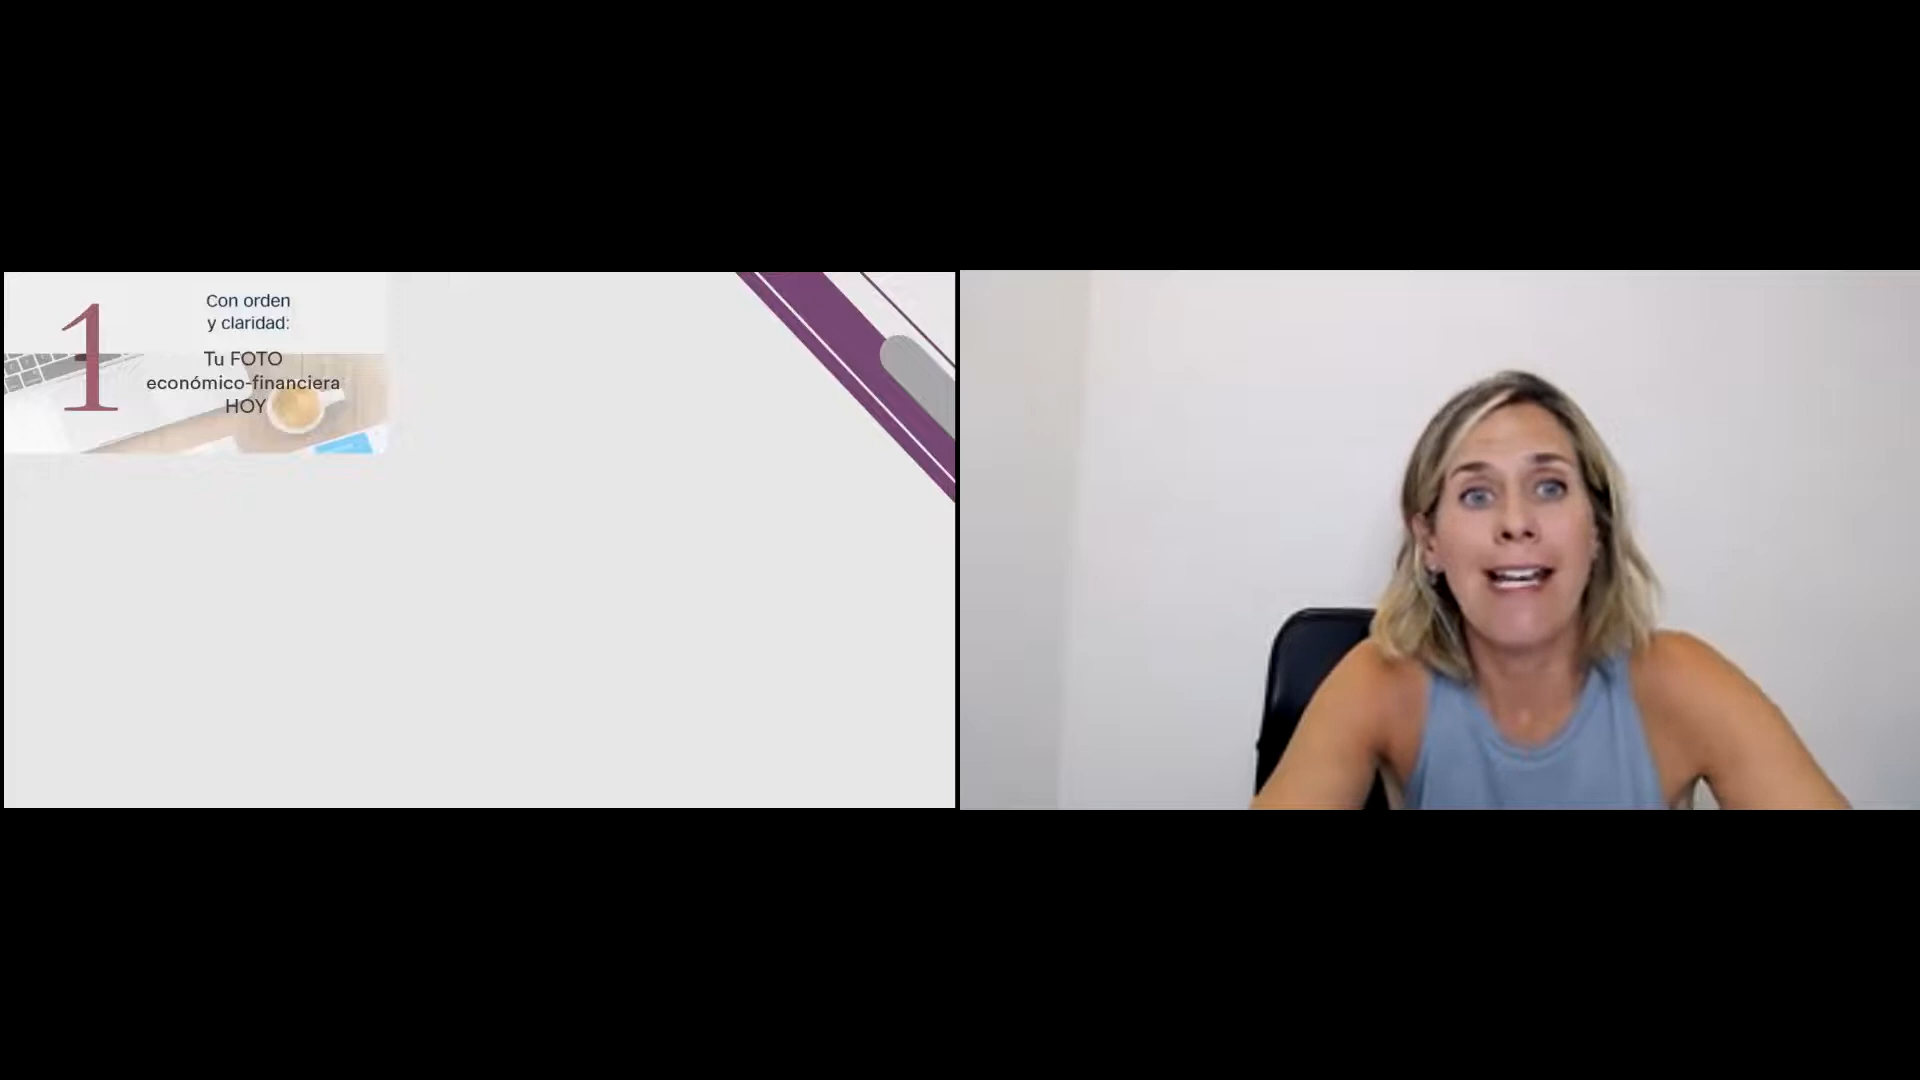 1
Con orden
y claridad:
Tu FOTO
económico-financiera
HOY